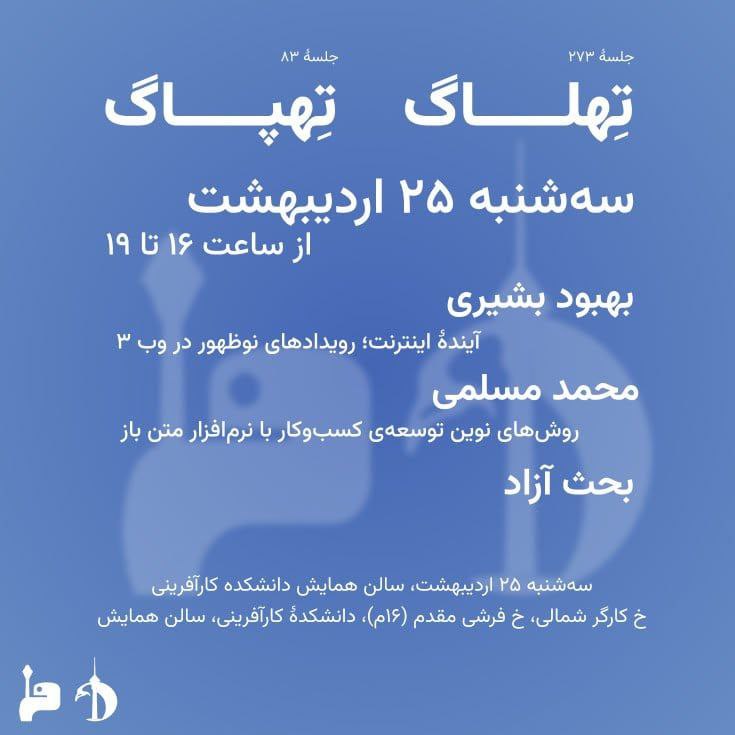 جلسهٔ ۲۷۳
تِهلـــاگ
جلسهٔ ۸۳
تِهپـــاگ
سه‌شنبه ۲۵ اردیبهشت
از ساعت ۱۶ تا ۱۹
بهبود بشیری
آیندهٔ اینترنت؛ رویدادهای نوظهور در وب ۳
محمد مسلمی
روش‌های نوین توسعه‌ی کسب‌وکار با نرم‌افزار متن باز
بحث آزاد
سه‌شنبه ۲۵ اردیبهشت، سالن همایش دانشکده کارآفرینی
خ کارگر شمالی، خ فرشی مقدم (۱۶م)، دانشکدهٔ کارآفرینی، سالن همایش